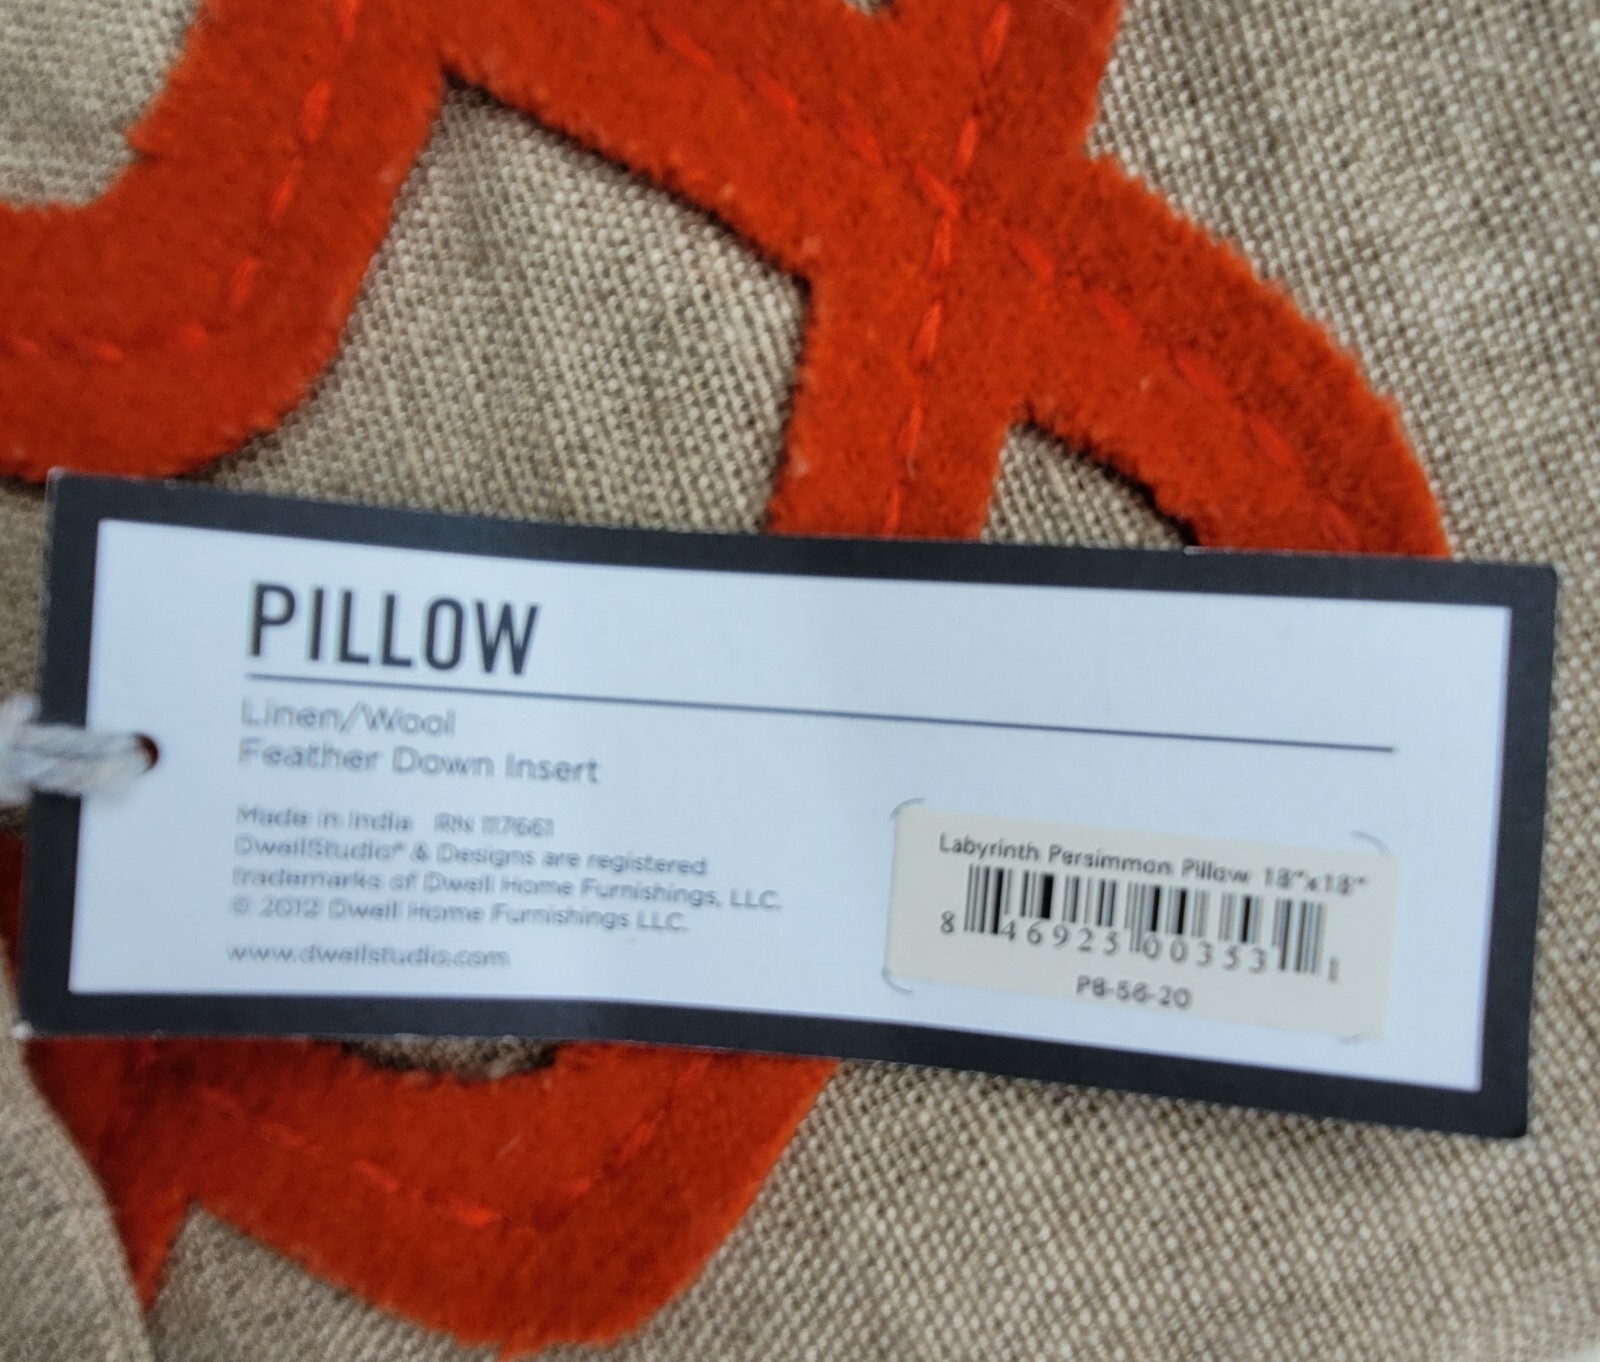 PILLOW
Linen/Wool
Feather Down Insert
Made in India RN 117661
DwellStudio® & Designs are registered
trademarks of Dwell Home Furnishings, LLC.
© 2012 Dwell Home Furnishings LLC.
www.dwellstudio.com
Labyrinth Persimmon Pillow 18"x18"
8 46925 00353 1
P8-56-20